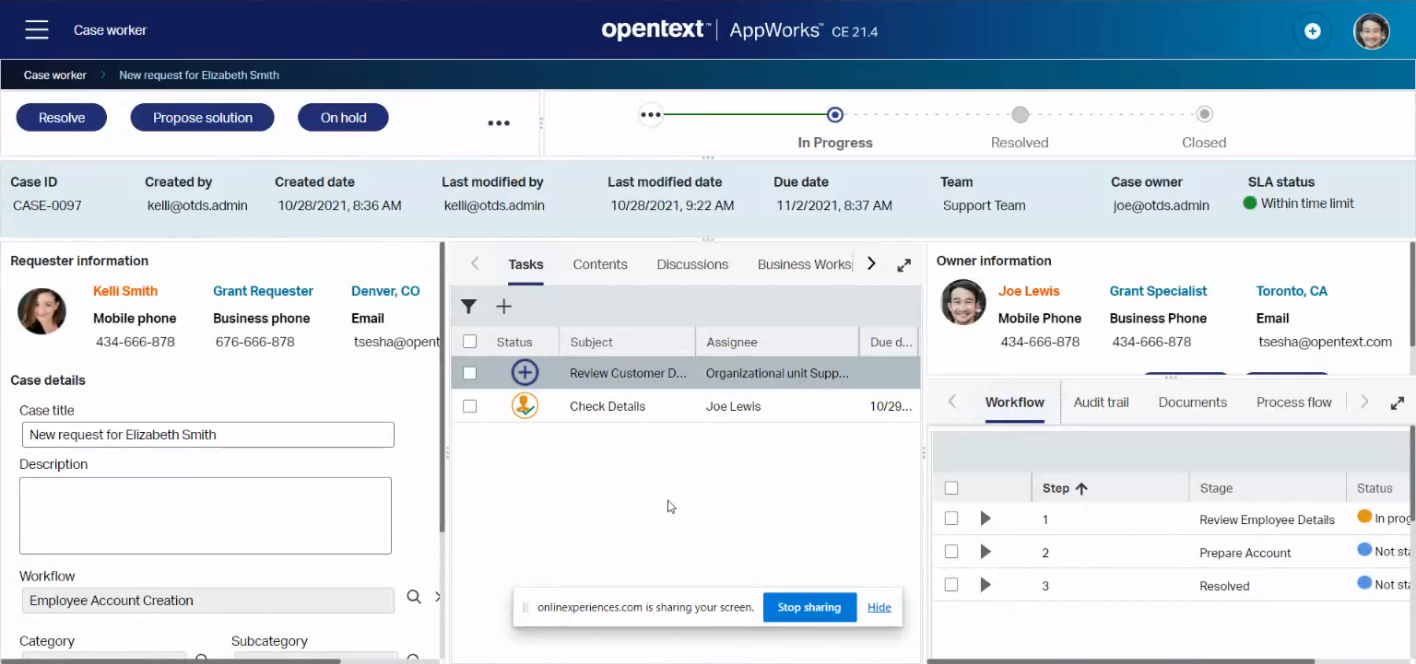 Case worker
opentext™ | AppWorks™ CE 21.4
Case worker > New request for Elizabeth Smith
Resolve
Propose solution
On hold
In Progress
Resolved
Closed
Case ID
Created by
Created date
Last modified by
Last modified date
Due date
Team
Case owner
SLA status
CASE-0097
kelli@otds.admin
10/28/2021, 8:36 AM
kelli@otds.admin
10/28/2021, 9:22 AM
11/2/2021, 8:37 AM
Support Team
joe@otds.admin
Within time limit
Requester information
Kelli Smith
Grant Requester
Denver, CO
Mobile phone
Business phone
Email
434-666-878
676-666-878
tsesha@opent
Case details
Case title
New request for Elizabeth Smith
Description
Workflow
Employee Account Creation
Category
Subcategory
Tasks
Contents
Discussions
Business Works
Status
Subject
Assignee
Due d...
Review Customer D...
Organizational unit Supp...
Check Details
Joe Lewis
10/29...
onlinexperiences.com is sharing your screen.
Stop sharing
Hide
Owner information
Joe Lewis
Grant Specialist
Toronto, CA
Mobile Phone
Business Phone
Email
434-666-878
434-666-878
tsesha@opentext.com
Workflow
Audit trail
Documents
Process flow
Step
Stage
Status
1
Review Employee Details
In prog
2
Prepare Account
Not sta
3
Resolved
Not sta